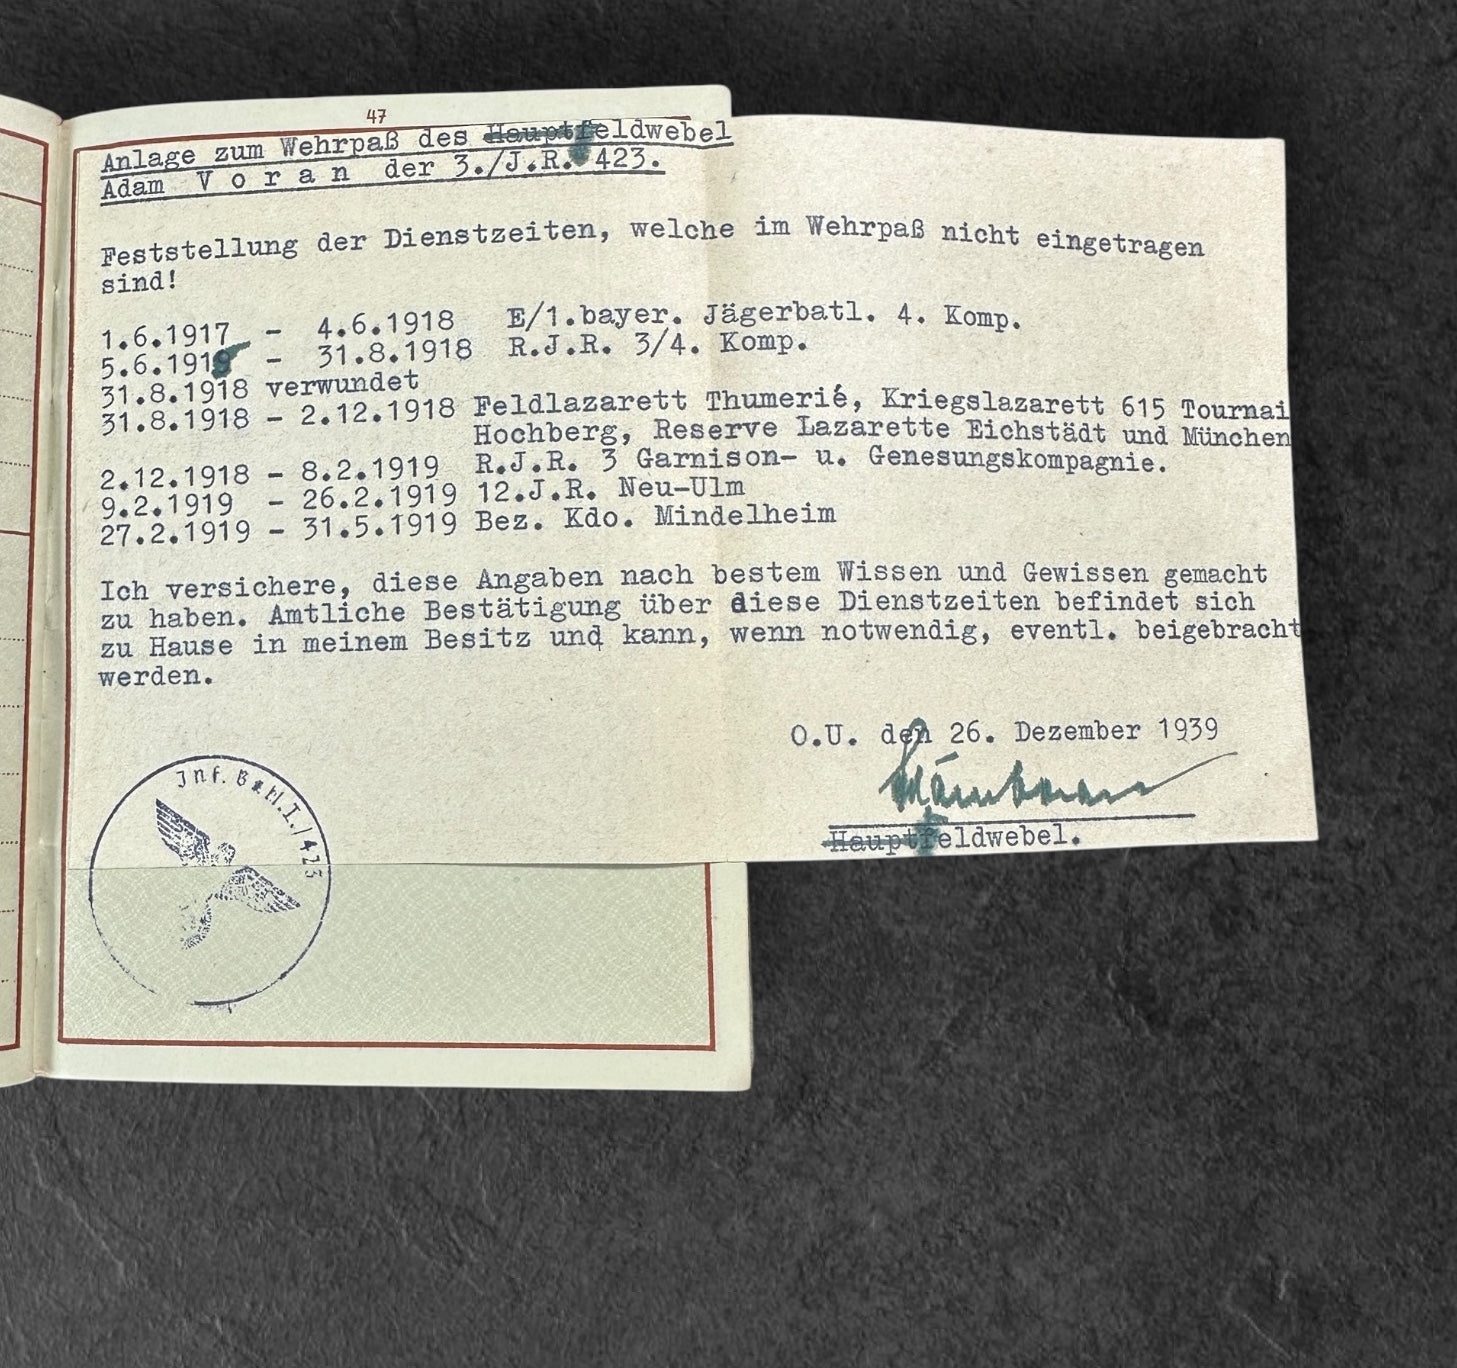 47
Anlage zum Wehrpaß des Hauptfeldwebel
Adam Voran der 3./J.R. 423.
Feststellung der Dienstzeiten, welche im Wehrpaß nicht eingetragen
sind!
1.6.1917 - 4.6.1918 E/1.bayer. Jägerbatl. 4. Komp.
5.6.1918 - 31.8.1918 R.J.R. 3/4. Komp.
31.8.1918 verwundet
31.8.1918 - 2.12.1918 Feldlazarett Thumerié, Kriegslazarett 615 Tournai
Hochberg, Reserve Lazarette Eichstädt und München
2.12.1918 - 8.2.1919 R.J.R. 3 Garnison- u. Genesungskompagnie.
9.2.1919 - 26.2.1919 12.J.R. Neu-Ulm
27.2.1919 - 31.5.1919 Bez. Kdo. Mindelheim
Ich versichere, diese Angaben nach bestem Wissen und Gewissen gemacht
zu haben. Amtliche Bestätigung über diese Dienstzeiten befindet sich
zu Hause in meinem Besitz und kann, wenn notwendig, eventl. beigebracht
werden.
O.U. den 26. Dezember 1939
Hauptfeldwebel.
Inf. Batl. I./423